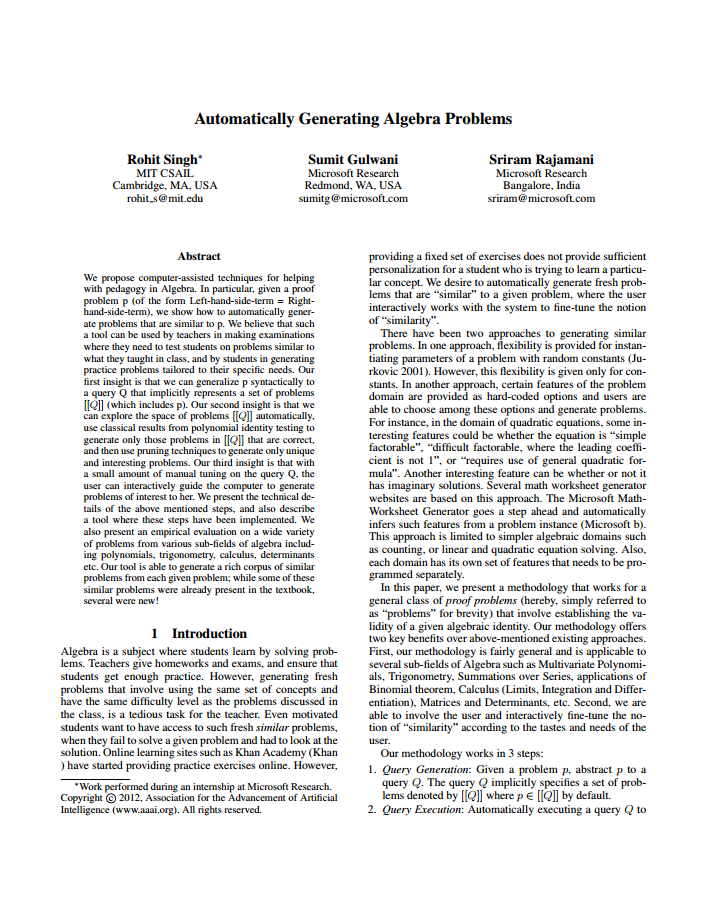 Automatically Generating Algebra Problems
Rohit Singh*
MIT CSAIL
Cambridge, MA, USA
rohit_s@mit.edu
Sumit Gulwani
Microsoft Research
Redmond, WA, USA
sumitg@microsoft.com
Sriram Rajamani
Microsoft Research
Bangalore, India
sriram@microsoft.com
Abstract
We propose computer-assisted techniques for helping
with pedagogy in Algebra. In particular, given a proof
problem p (of the form Left-hand-side-term = Right-
hand-side-term), we show how to automatically gener-
ate problems that are similar to p. We believe that such
a tool can be used by teachers in making examinations
where they need to test students on problems similar to
what they taught in class, and by students in generating
practice problems tailored to their specific needs. Our
first insight is that we can generalize p syntactically to
a query Q that implicitly represents a set of problems
[[Q]] (which includes p). Our second insight is that we
can explore the space of problems [[Q]] automatically,
use classical results from polynomial identity testing to
generate only those problems in [[Q]] that are correct,
and then use pruning techniques to generate only unique
and interesting problems. Our third insight is that with
a small amount of manual tuning on the query Q, the
user can interactively guide the computer to generate
problems of interest to her. We present the technical de-
tails of the above mentioned steps, and also describe
a tool where these steps have been implemented. We
also present an empirical evaluation on a wide variety
of problems from various sub-fields of algebra includ-
ing polynomials, trigonometry, calculus, determinants
etc. Our tool is able to generate a rich corpus of similar
problems from each given problem; while some of these
similar problems were already present in the textbook,
several were new!
1 Introduction
Algebra is a subject where students learn by solving prob-
lems. Teachers give homeworks and exams, and ensure that
students get enough practice. However, generating fresh
problems that involve using the same set of concepts and
have the same difficulty level as the problems discussed in
the class, is a tedious task for the teacher. Even motivated
students want to have access to such fresh similar problems,
when they fail to solve a given problem and had to look at the
solution. Online learning sites such as Khan Academy (Khan
) have started providing practice exercises online. However,
*Work performed during an internship at Microsoft Research.
Copyright © 2012, Association for the Advancement of Artificial
Intelligence (www.aaai.org). All rights reserved.
providing a fixed set of exercises does not provide sufficient
personalization for a student who is trying to learn a particu-
lar concept. We desire to automatically generate fresh prob-
lems that are “similar” to a given problem, where the user
interactively works with the system to fine-tune the notion
of “similarity”.
There have been two approaches to generating similar
problems. In one approach, flexibility is provided for instan-
tiating parameters of a problem with random constants (Ju-
rkovic 2001). However, this flexibility is given only for con-
stants. In another approach, certain features of the problem
domain are provided as hard-coded options and users are
able to choose among these options and generate problems.
For instance, in the domain of quadratic equations, some in-
teresting features could be whether the equation is “simple
factorable”, “difficult factorable, where the leading coeffi-
cient is not 1”, or “requires use of general quadratic for-
mula”. Another interesting feature can be whether or not it
has imaginary solutions. Several math worksheet generator
websites are based on this approach. The Microsoft Math-
Worksheet Generator goes a step ahead and automatically
infers such features from a problem instance (Microsoft b).
This approach is limited to simpler algebraic domains such
as counting, or linear and quadratic equation solving. Also,
each domain has its own set of features that needs to be pro-
grammed separately.
In this paper, we present a methodology that works for a
general class of proof problems (hereby, simply referred to
as “problems” for brevity) that involve establishing the va-
lidity of a given algebraic identity. Our methodology offers
two key benefits over above-mentioned existing approaches.
First, our methodology is fairly general and is applicable to
several sub-fields of Algebra such as Multivariate Polynomi-
als, Trigonometry, Summations over Series, applications of
Binomial theorem, Calculus (Limits, Integration and Differ-
entiation), Matrices and Determinants, etc. Second, we are
able to involve the user and interactively fine-tune the no-
tion of “similarity” according to the tastes and needs of the
user.
Our methodology works in 3 steps:
1. Query Generation: Given a problem p, abstract p to a
query Q. The query Q implicitly specifies a set of prob-
lems denoted by [[Q]] where p ∈ [[Q]] by default.
2. Query Execution: Automatically executing a query Q to